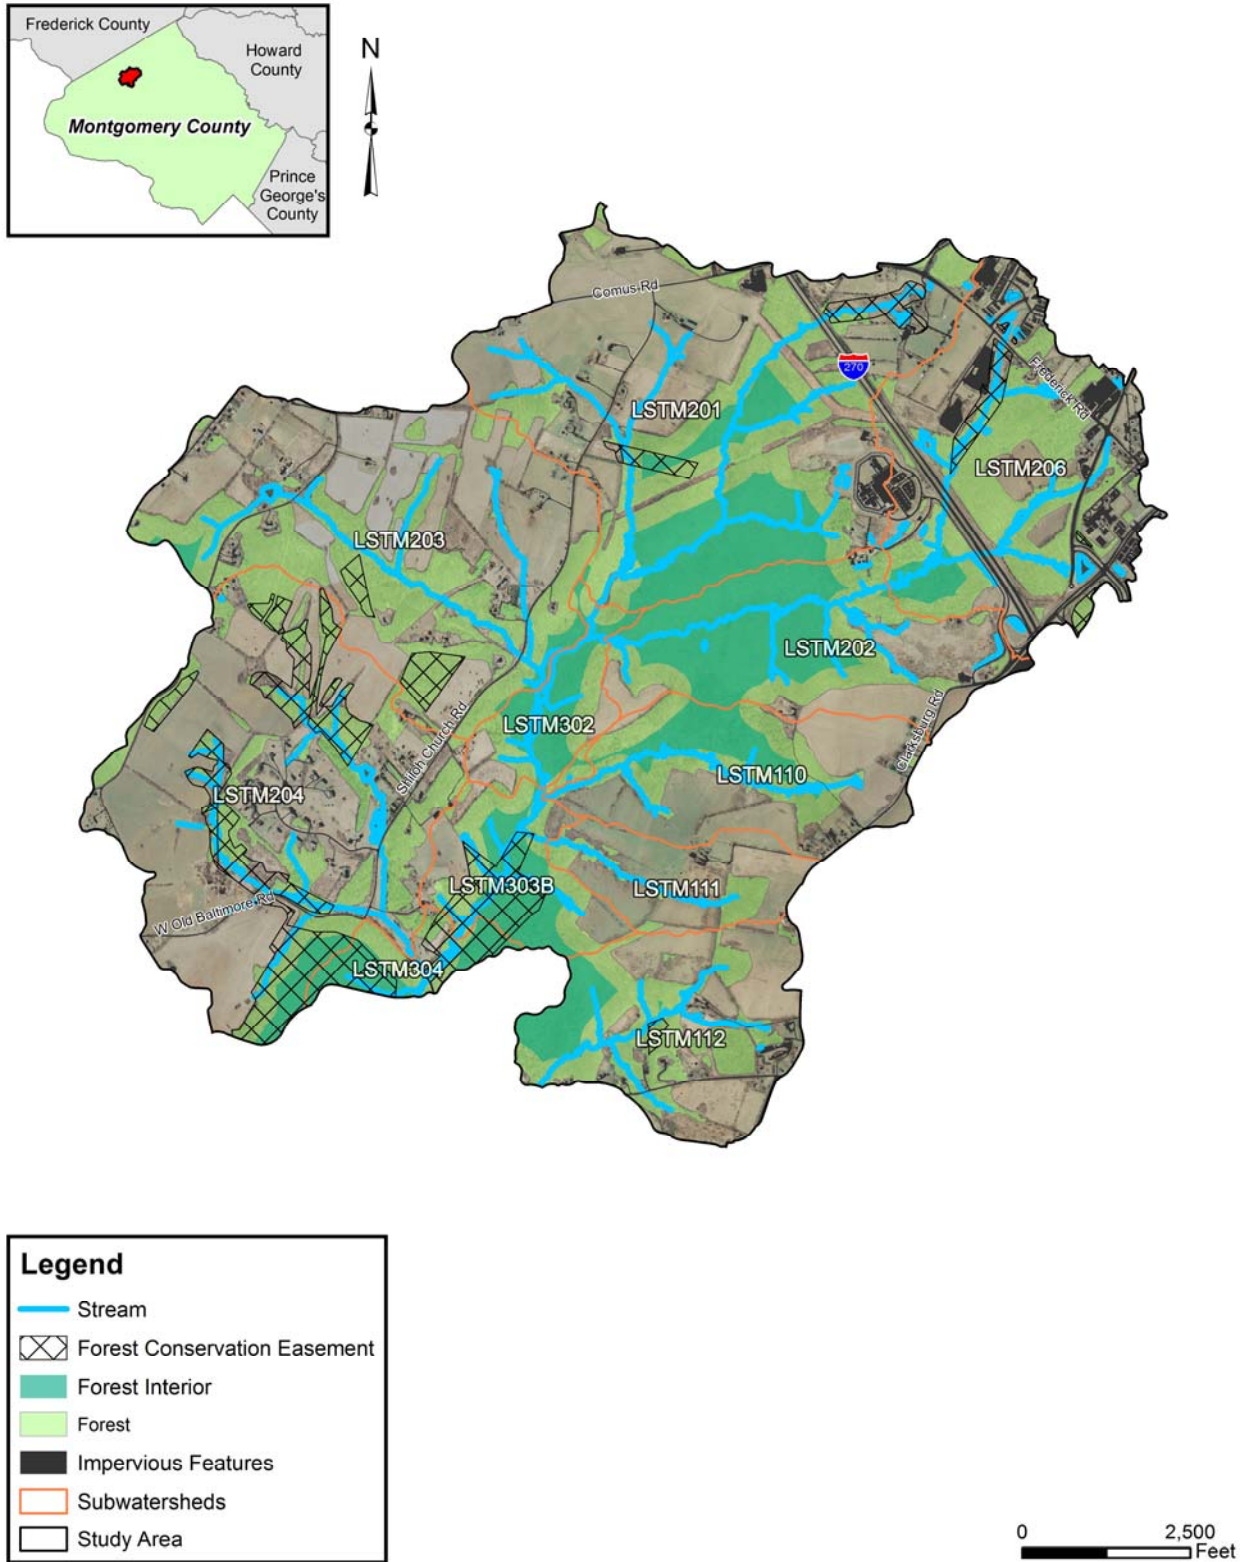 Frederick County
Howard
County
Montgomery County
Prince
George's
County
N
Comus Rd
270
LSTM201
Frederick Rd
LSTM206
LSTM203
LSTM202
LSTM302
Clarksburg Rd
Shiloh Church Rd
LSTM110
LSTM204
LSTM303B
LSTM111
W Old Baltimore Rd
LSTM304
LSTM112
Legend
Stream
Forest Conservation Easement
Forest Interior
Forest
Impervious Features
Subwatersheds
Study Area
0 2,500
Feet